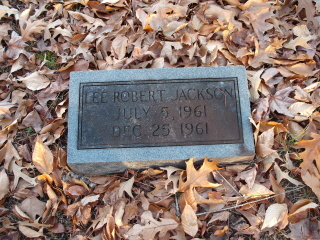 LEE ROBERT JACKSON
JULY 5, 1961
DEC. 25 1961